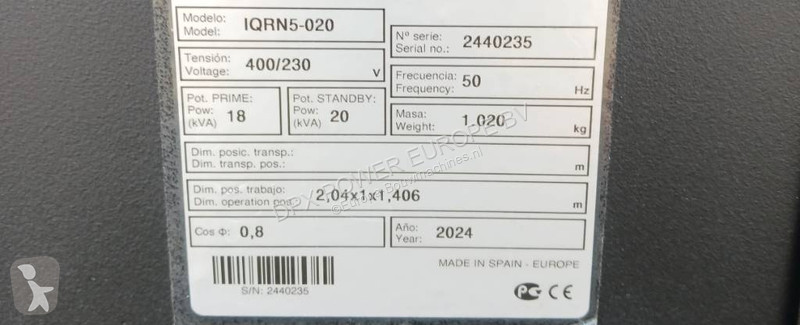 Modelo:
Model: IQRN5-020
Nº serie:
Serial no.: 2440235
Tensión:
Voltage: 400/230 V
Frecuencia:
Frequency: 50 Hz
Pot. PRIME:
Pow:
(kVA) 18
Pot. STANDBY:
Pow:
(kVA) 20
Masa:
Weight: 1.020 kg
Dim. posic. transp.:
Dim. transp. pos.: m
Dim. pos. trabajo:
Dim. operation pos.: 2,04x1x1,406 m
Cos Φ: 0,8
Año:
Year: 2024
S/N: 2440235
MADE IN SPAIN - EUROPE
CE
DPX POWER EUROPE BV